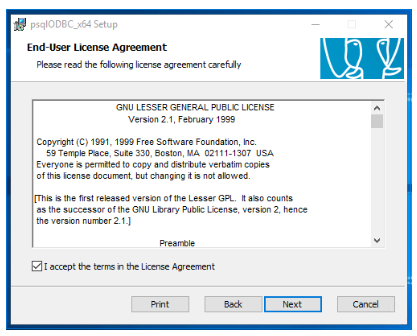 psqlODBC_x64 Setup
End-User License Agreement
Please read the following license agreement carefully
GNU LESSER GENERAL PUBLIC LICENSE
Version 2.1, February 1999
Copyright (C) 1991, 1999 Free Software Foundation, Inc.
59 Temple Place, Suite 330, Boston, MA  02111-1307  USA
Everyone is permitted to copy and distribute verbatim copies
of this license document, but changing it is not allowed.
[This is the first released version of the Lesser GPL.  It also counts
as the successor of the GNU Library Public License, version 2, hence
the version number 2.1.]
Preamble
I accept the terms in the License Agreement
Print
Back
Next
Cancel